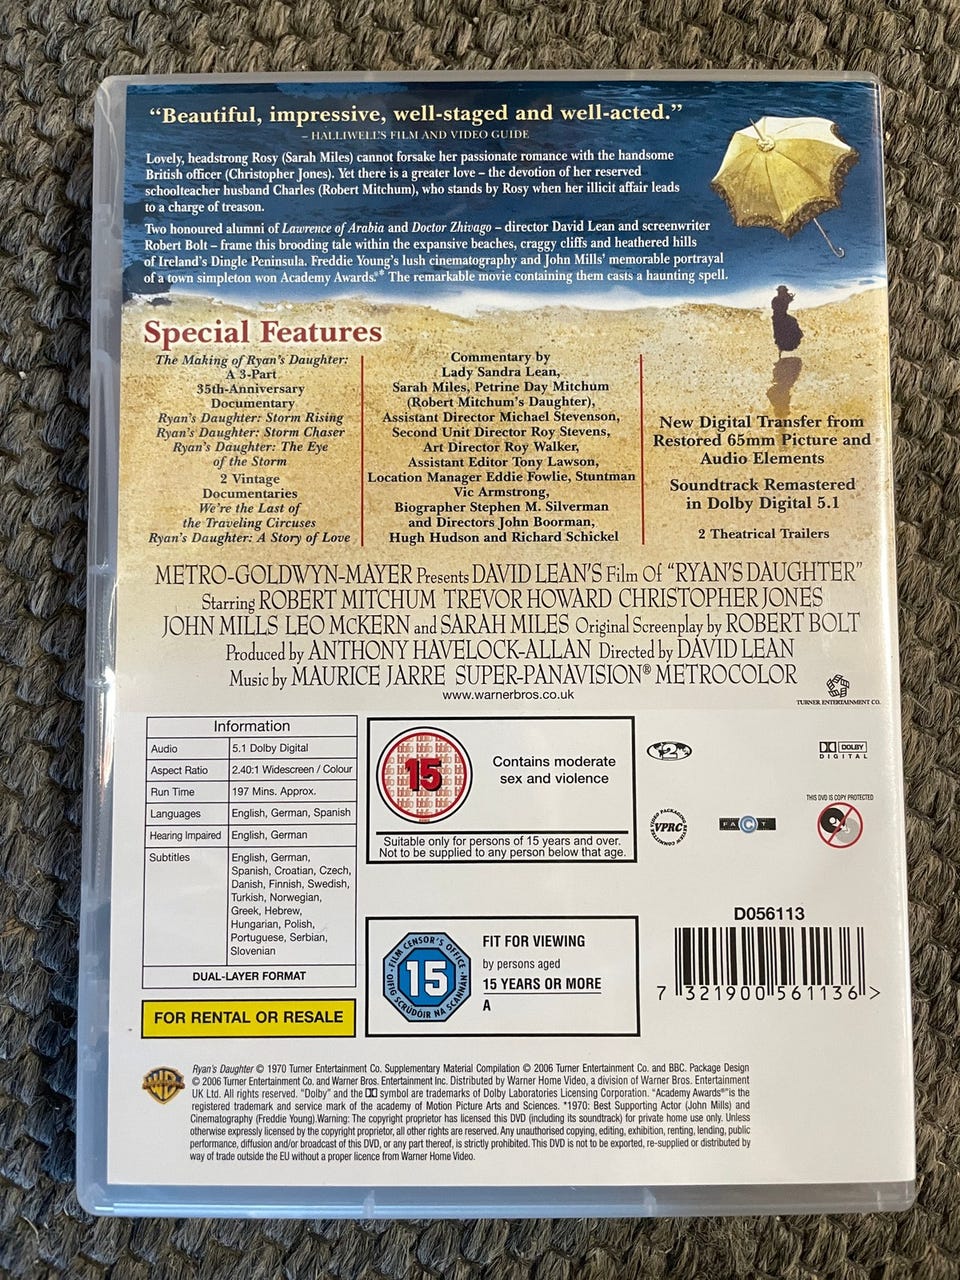 “Beautiful, impressive, well-staged and well-acted.”
– HALLIWELL'S FILM AND VIDEO GUIDE
Lovely, headstrong Rosy (Sarah Miles) cannot forsake her passionate romance with the handsome
British officer (Christopher Jones). Yet there is a greater love – the devotion of her reserved
schoolteacher husband Charles (Robert Mitchum), who stands by Rosy when her illicit affair leads
to a charge of treason.
Two honoured alumni of Lawrence of Arabia and Doctor Zhivago – director David Lean and screenwriter
Robert Bolt – frame this brooding tale within the expansive beaches, craggy cliffs and heathered hills
of Ireland's Dingle Peninsula. Freddie Young's lush cinematography and John Mills' memorable portrayal
of a town simpleton won Academy Awards.®* The remarkable movie containing them casts a haunting spell.
Special Features
The Making of Ryan's Daughter:
A 3-Part
35th-Anniversary
Documentary
Ryan's Daughter: Storm Rising
Ryan's Daughter: Storm Chaser
Ryan's Daughter: The Eye
of the Storm
2 Vintage
Documentaries
We're the Last of
the Traveling Circuses
Ryan's Daughter: A Story of Love
Commentary by
Lady Sandra Lean,
Sarah Miles, Petrine Day Mitchum
(Robert Mitchum's Daughter),
Assistant Director Michael Stevenson,
Second Unit Director Roy Stevens,
Art Director Roy Walker,
Assistant Editor Tony Lawson,
Location Manager Eddie Fowlie, Stuntman
Vic Armstrong,
Biographer Stephen M. Silverman
and Directors John Boorman,
Hugh Hudson and Richard Schickel
New Digital Transfer from
Restored 65mm Picture and
Audio Elements
Soundtrack Remastered
in Dolby Digital 5.1
2 Theatrical Trailers
METRO-GOLDWYN-MAYER Presents DAVID LEAN'S Film Of “RYAN'S DAUGHTER”
Starring ROBERT MITCHUM TREVOR HOWARD CHRISTOPHER JONES
JOHN MILLS LEO MCKERN and SARAH MILES Original Screenplay by ROBERT BOLT
Produced by ANTHONY HAVELOCK-ALLAN Directed by DAVID LEAN
Music by MAURICE JARRE SUPER-PANAVISION® METROCOLOR
www.warnerbros.co.uk
TURNER ENTERTAINMENT CO.
Information
Audio 5.1 Dolby Digital
Aspect Ratio 2.40:1 Widescreen / Colour
Run Time 197 Mins. Approx.
Languages English, German, Spanish
Hearing Impaired English, German
Subtitles English, German,
Spanish, Croatian, Czech,
Danish, Finnish, Swedish,
Turkish, Norwegian,
Greek, Hebrew,
Hungarian, Polish,
Portuguese, Serbian,
Slovenian
DUAL-LAYER FORMAT
FOR RENTAL OR RESALE
15
Contains moderate
sex and violence
Suitable only for persons of 15 years and over.
Not to be supplied to any person below that age.
FILM CENSOR'S OFFICE
15
OIFIG SCRÚDÓIR NA SCANNÁN
FIT FOR VIEWING
by persons aged
15 YEARS OR MORE
A
2
DOLBY
DIGITAL
VIDEO PACKAGING REVIEW COMMITTEE
VPRC
FACT
THIS DVD IS COPY PROTECTED
D056113
7 321900 561136 >
WB
Ryan's Daughter © 1970 Turner Entertainment Co. Supplementary Material Compilation © 2006 Turner Entertainment Co. and BBC. Package Design
© 2006 Turner Entertainment Co. and Warner Bros. Entertainment Inc. Distributed by Warner Home Video, a division of Warner Bros. Entertainment
UK Ltd. All rights reserved. "Dolby" and the DD symbol are trademarks of Dolby Laboratories Licensing Corporation. "Academy Awards®"is the
registered trademark and service mark of the academy of Motion Picture Arts and Sciences. *1970: Best Supporting Actor (John Mills) and
Cinematography (Freddie Young).Warning: The copyright proprietor has licensed this DVD (including its soundtrack) for private home use only. Unless
otherwise expressly licensed by the copyright proprietor, all other rights are reserved. Any unauthorised copying, editing, exhibition, renting, lending, public
performance, diffusion and/or broadcast of this DVD, or any part thereof, is strictly prohibited. This DVD is not to be exported, re-supplied or distributed by
way of trade outside the EU without a proper licence from Warner Home Video.